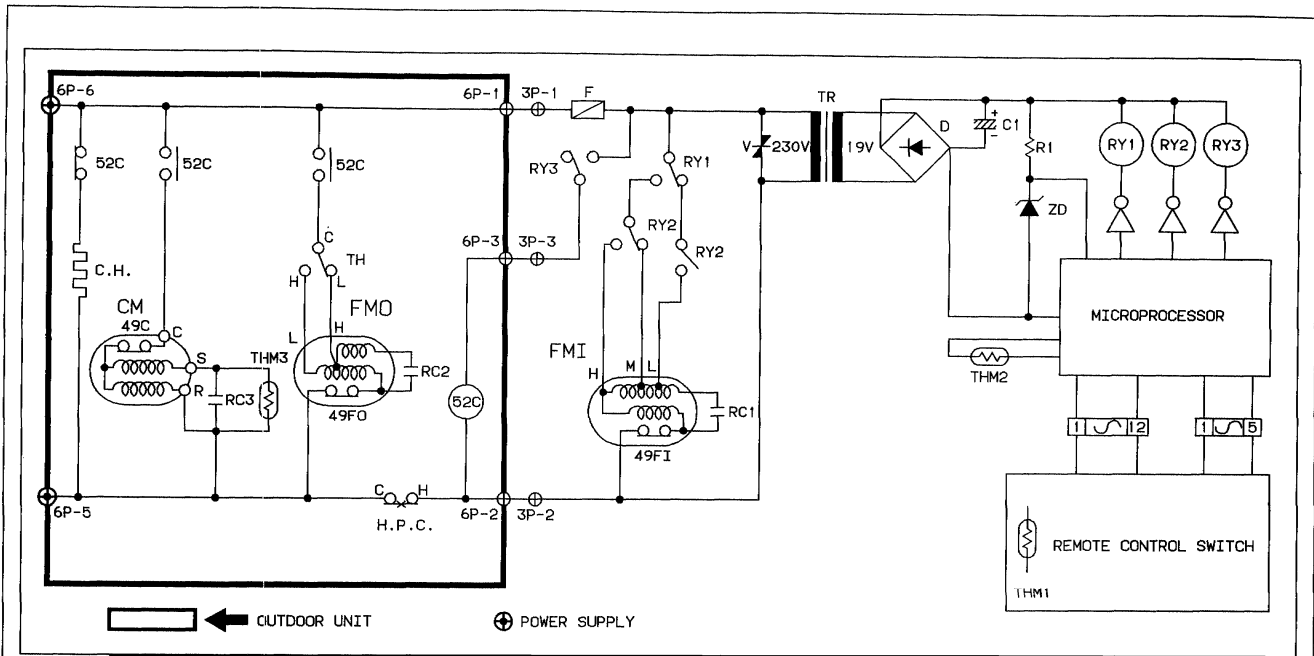 6P-6
6P-1
3P-1
F
TR
D
+
-
C1
R1
RY1
RY2
RY3
52C
52C
52C
RY3
RY1
V
230V
19V
ZD
C
TH
H
L
6P-3
3P-3
RY2
RY2
C.H.
CM
49C
C
S
R
THM3
RC3
FMO
L
H
RC2
49FO
52C
FMI
H
M
L
RC1
49FI
MICROPROCESSOR
THM2
1
12
1
5
6P-5
C
H
H.P.C.
6P-2
3P-2
REMOTE CONTROL SWITCH
THM1
OUTDOOR UNIT
POWER SUPPLY